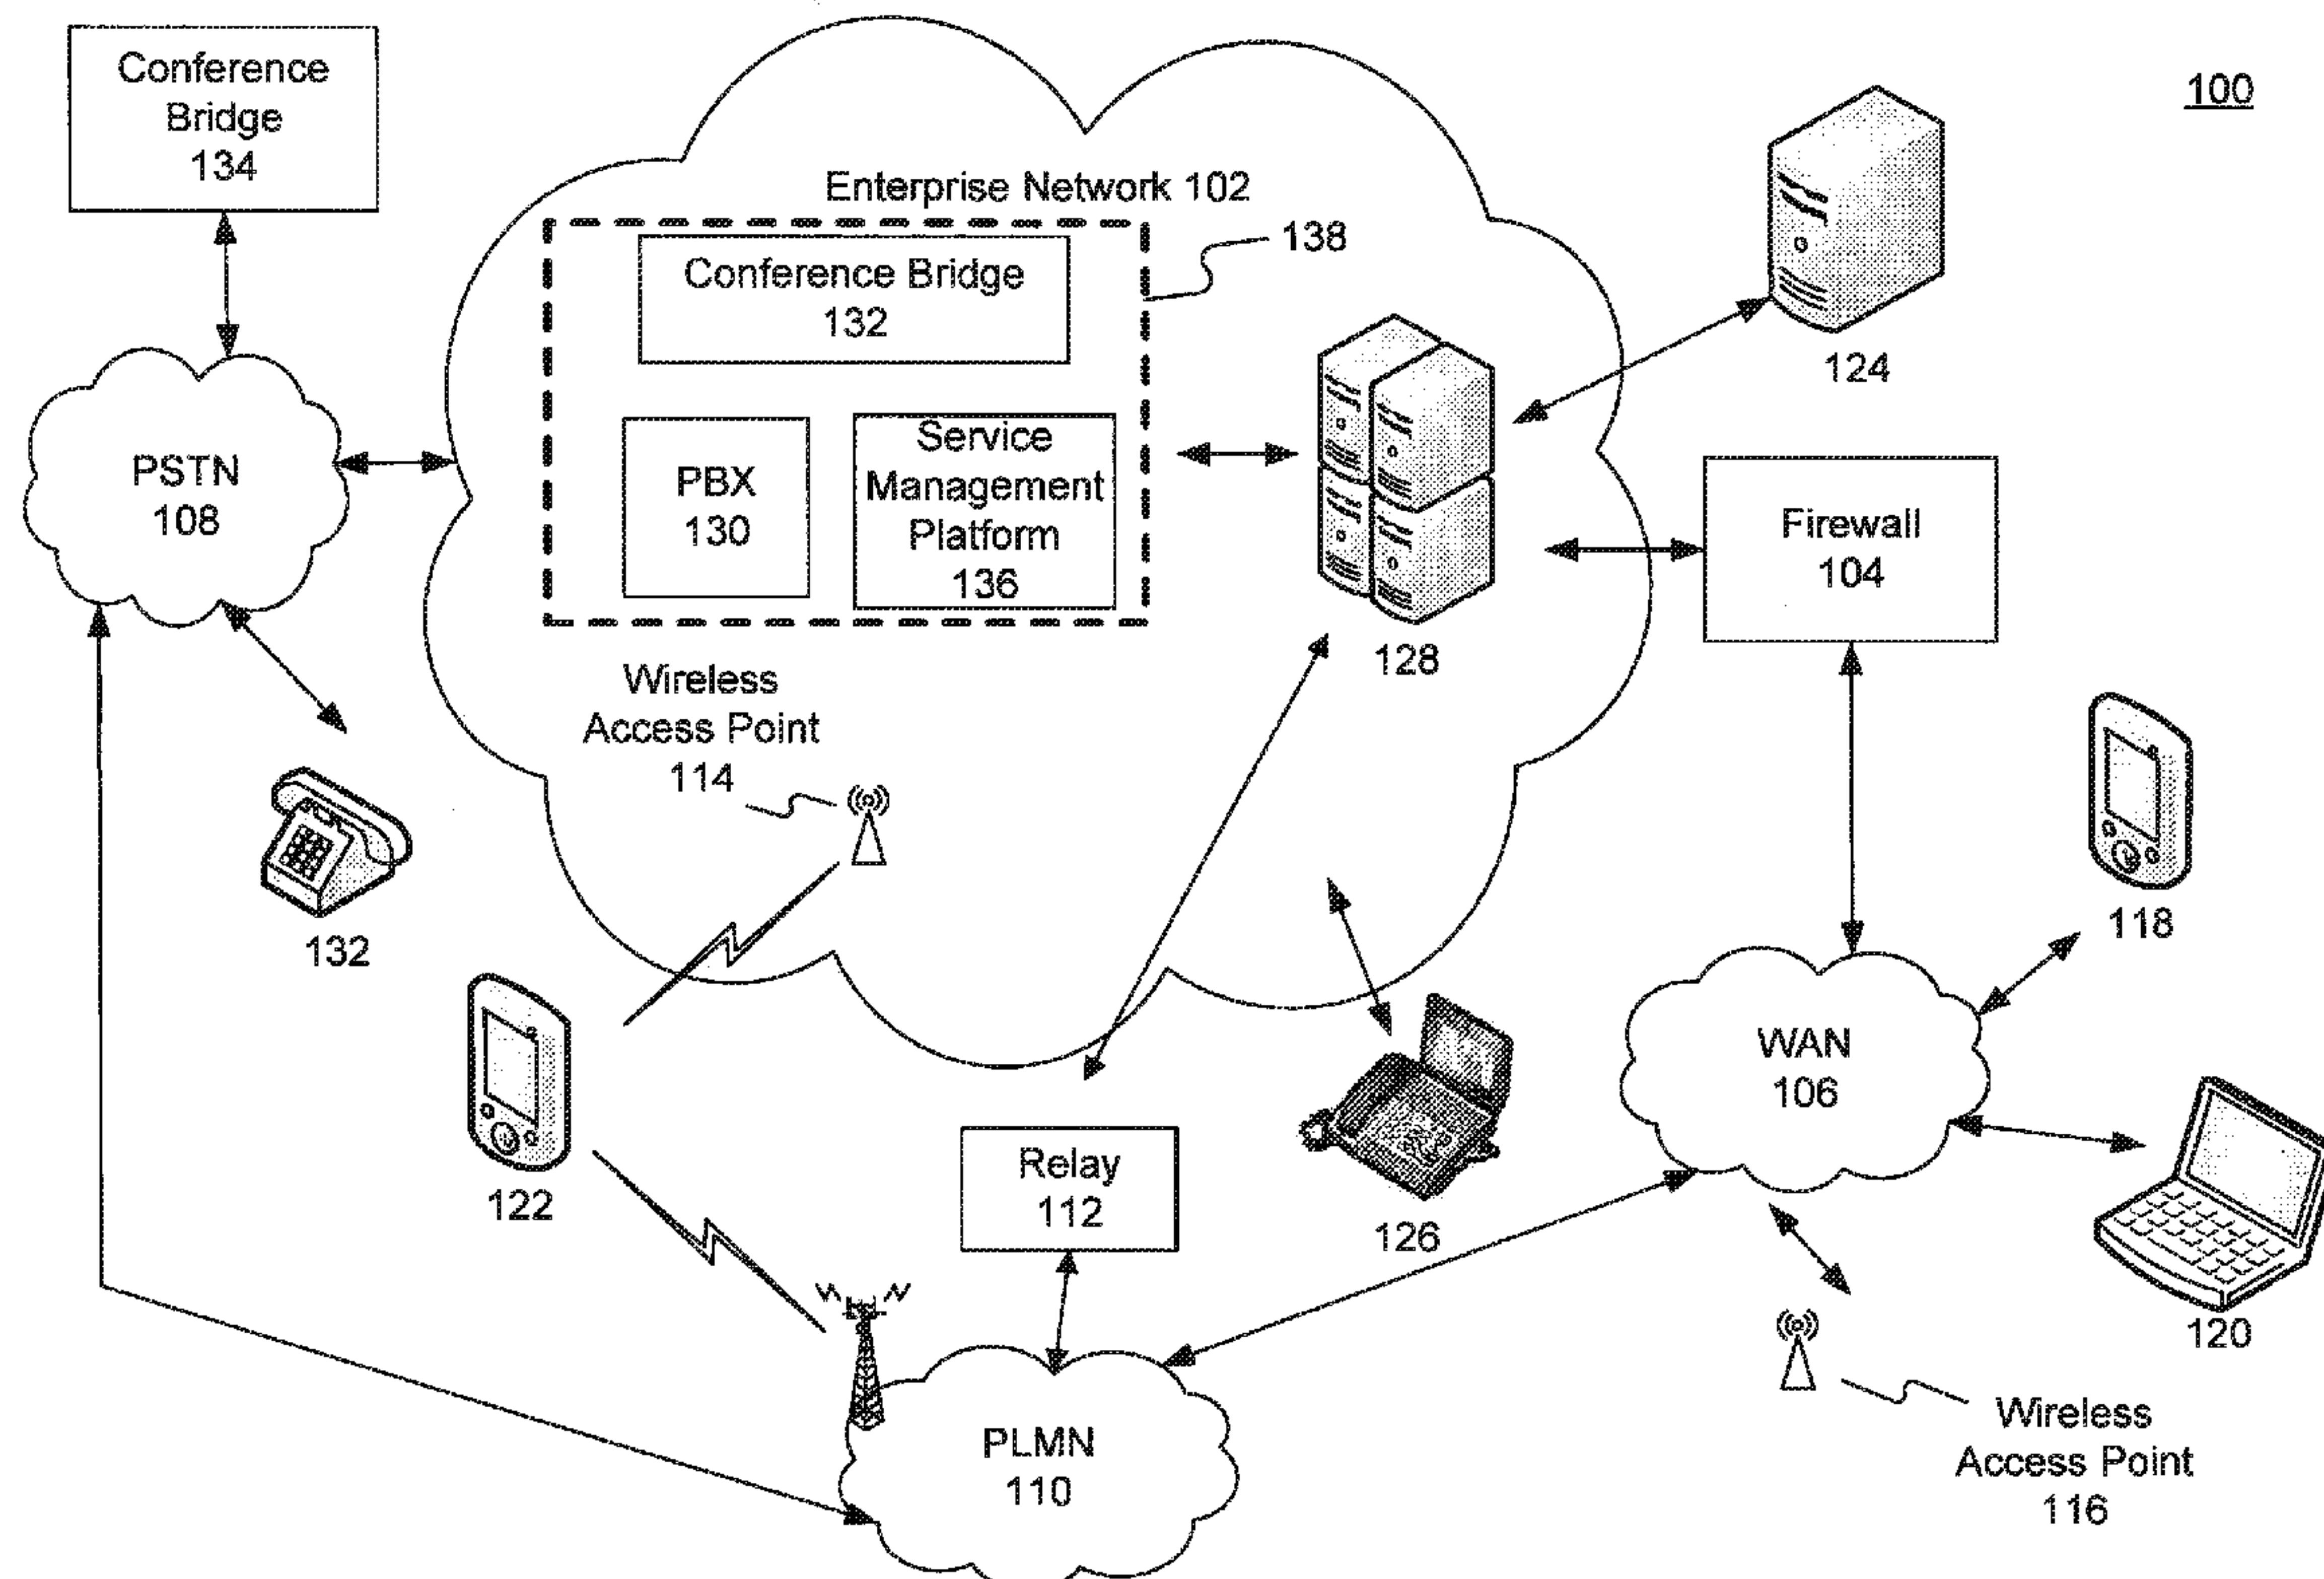 100
Conference
Bridge
134
Enterprise Network 102
138
Conference Bridge
132
124
PSTN
108
PBX
130
Service
Management
Platform
136
Firewall
104
128
Wireless
Access Point
114
132
118
122
WAN
106
Relay
112
126
120
PLMN
110
Wireless
Access Point
116